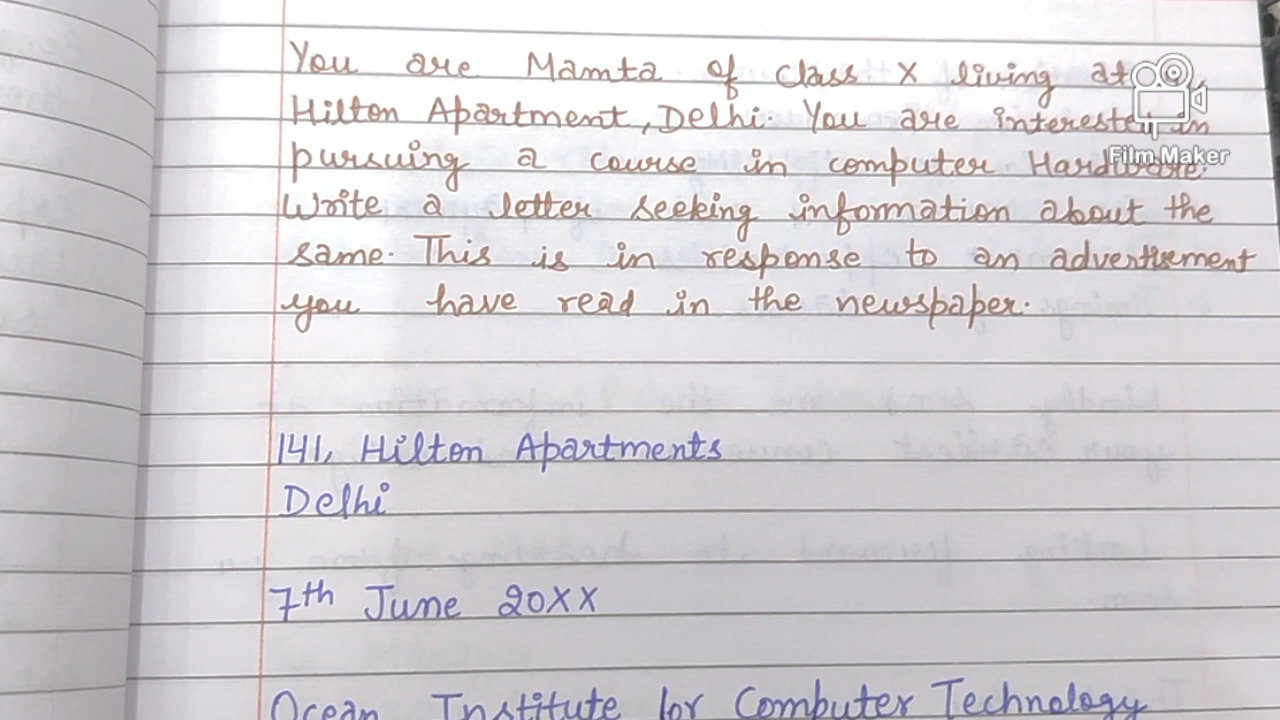 You are Mamta of class X living at
Hilton Apartment, Delhi. You are interested in
pursuing a course in computer Hardware.
Write a letter seeking information about the
same. This is in response to an advertisement
you have read in the newspaper.
Film Maker
141, Hilton Apartments
Delhi
7th June 20XX
Ocean Institute for Computer Technology